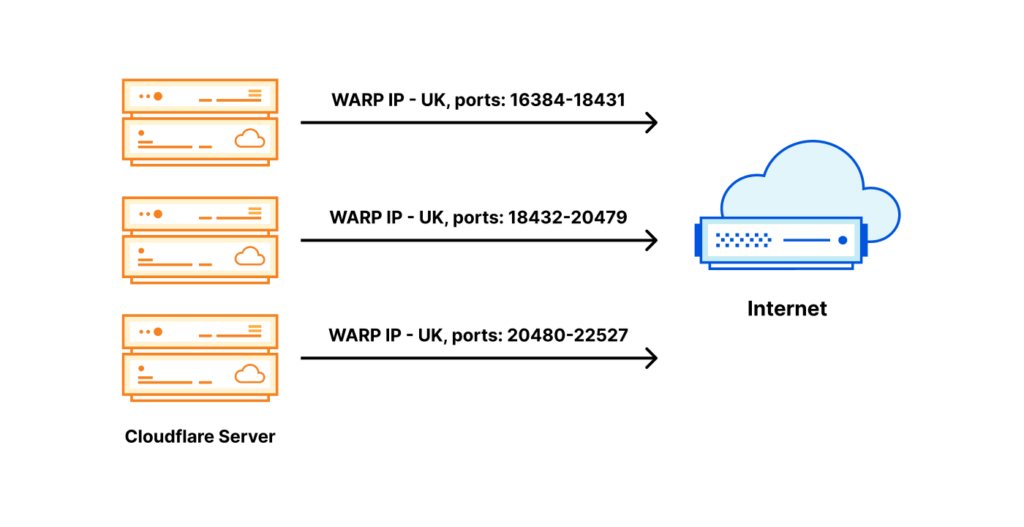 WARP IP - UK, ports: 16384-18431
WARP IP - UK, ports: 18432-20479
Internet
WARP IP - UK, ports: 20480-22527
Cloudflare Server